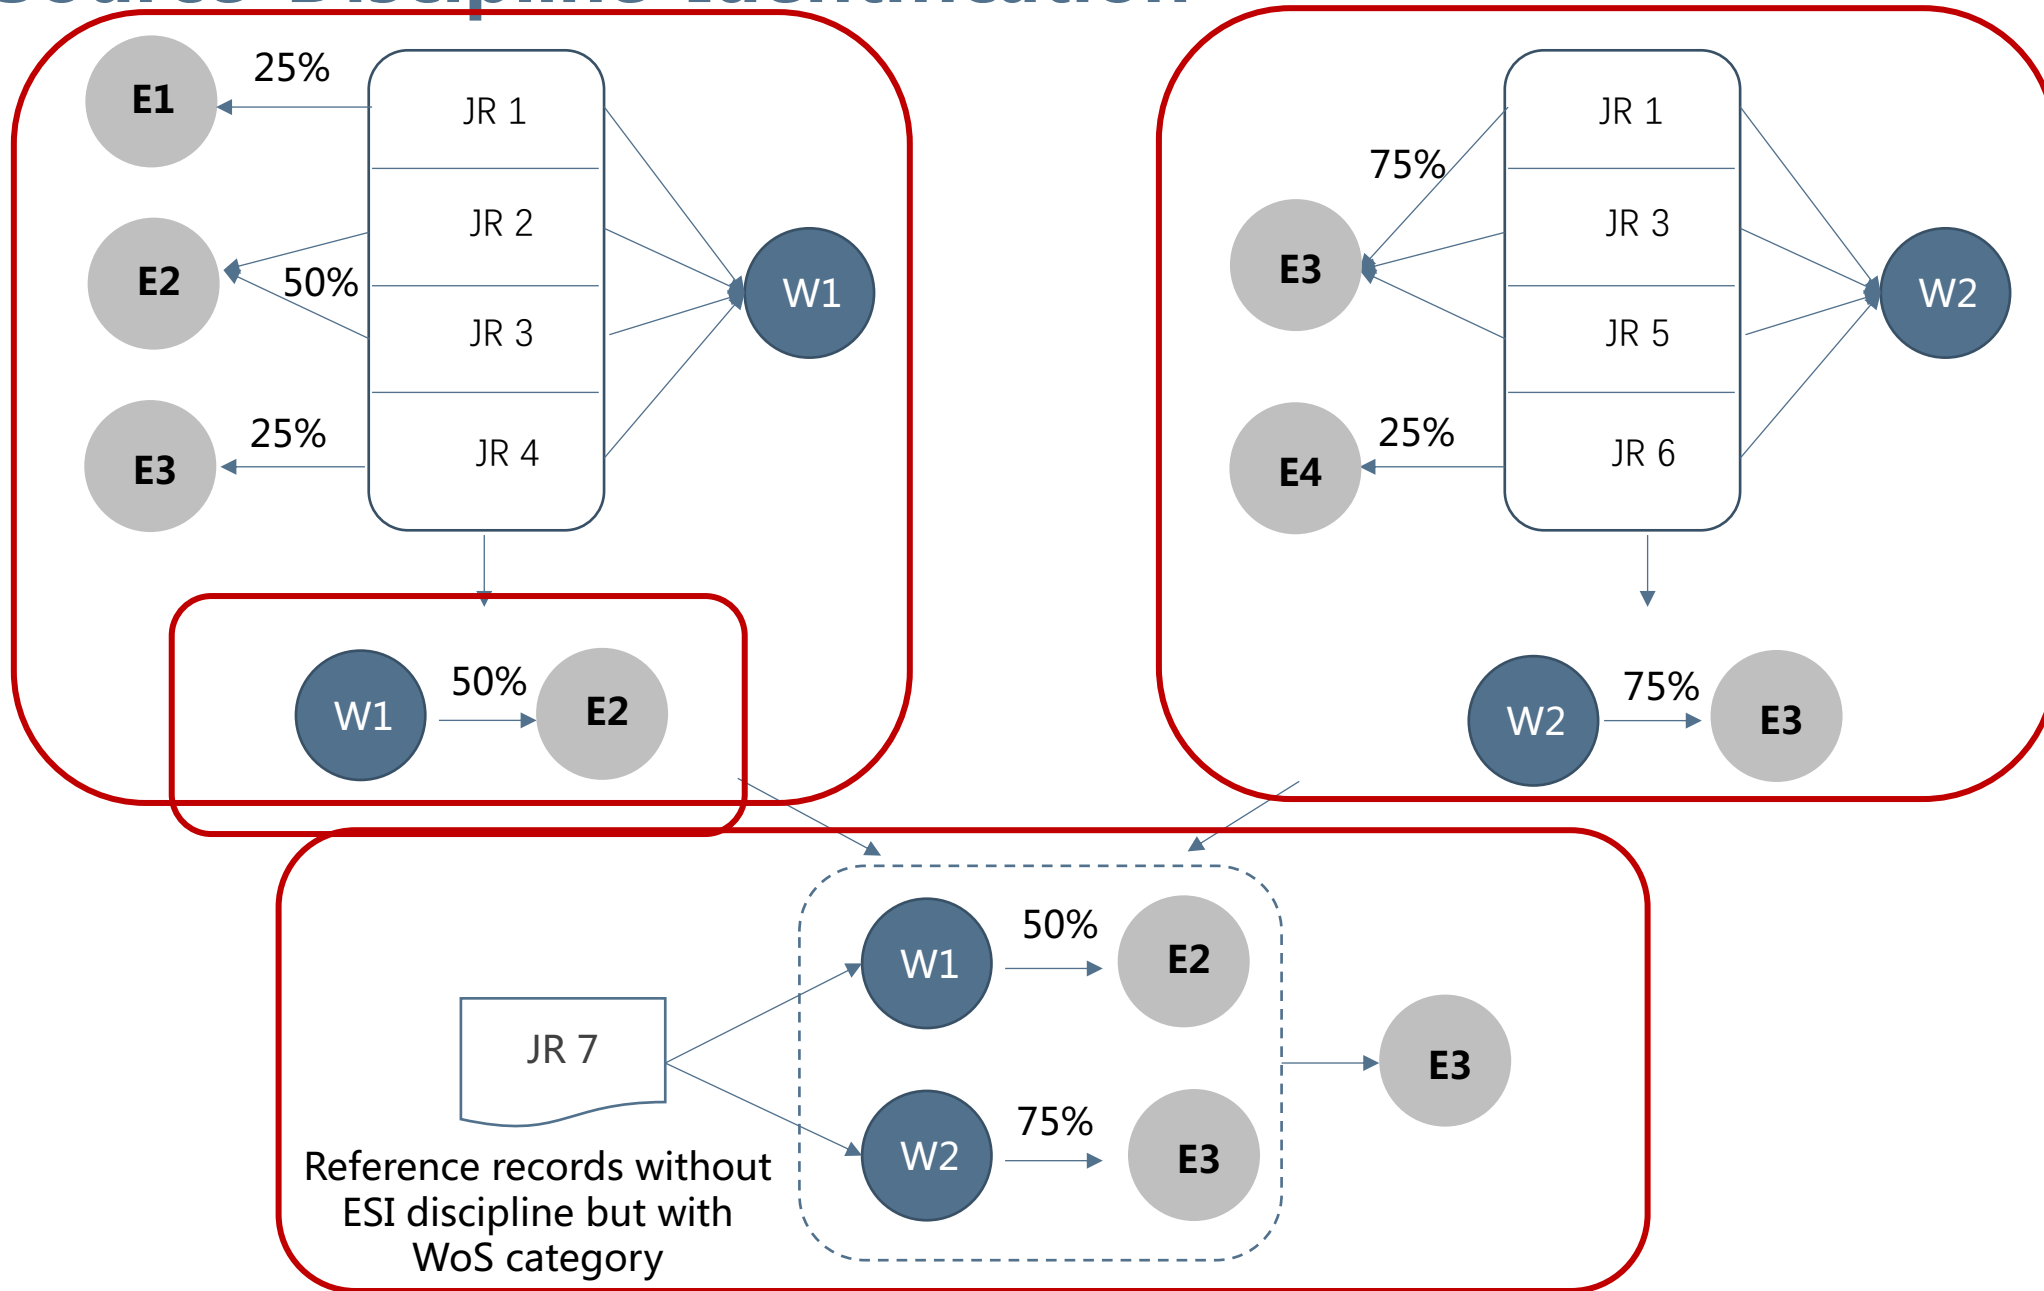 25%
E1
JR 1
JR 2
E2
50%
JR 3
W1
25%
E3
JR 4
W1
50%
E2
JR 1
75%
JR 3
E3
W2
JR 5
25%
E4
JR 6
W2
75%
E3
W1
50%
E2
JR 7
E3
W2
75%
E3
Reference records without
ESI discipline but with
WoS category